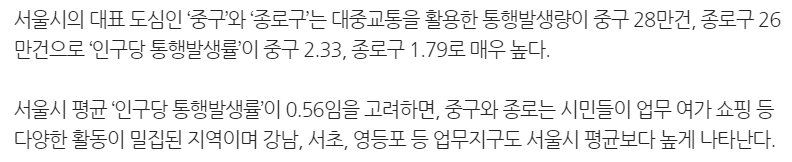 서울시의 대표 도심인 ‘중구’와 ‘종로구’는 대중교통을 활용한 통행발생량이 중구 28만건, 종로구 26
만건으로 ‘인구당 통행발생률’이 중구 2.33, 종로구 1.79로 매우 높다.
서울시 평균 ‘인구당 통행발생률’이 0.56임을 고려하면, 중구와 종로는 시민들이 업무 여가 쇼핑 등
다양한 활동이 밀집된 지역이며 강남, 서초, 영등포 등 업무지구도 서울시 평균보다 높게 나타난다.